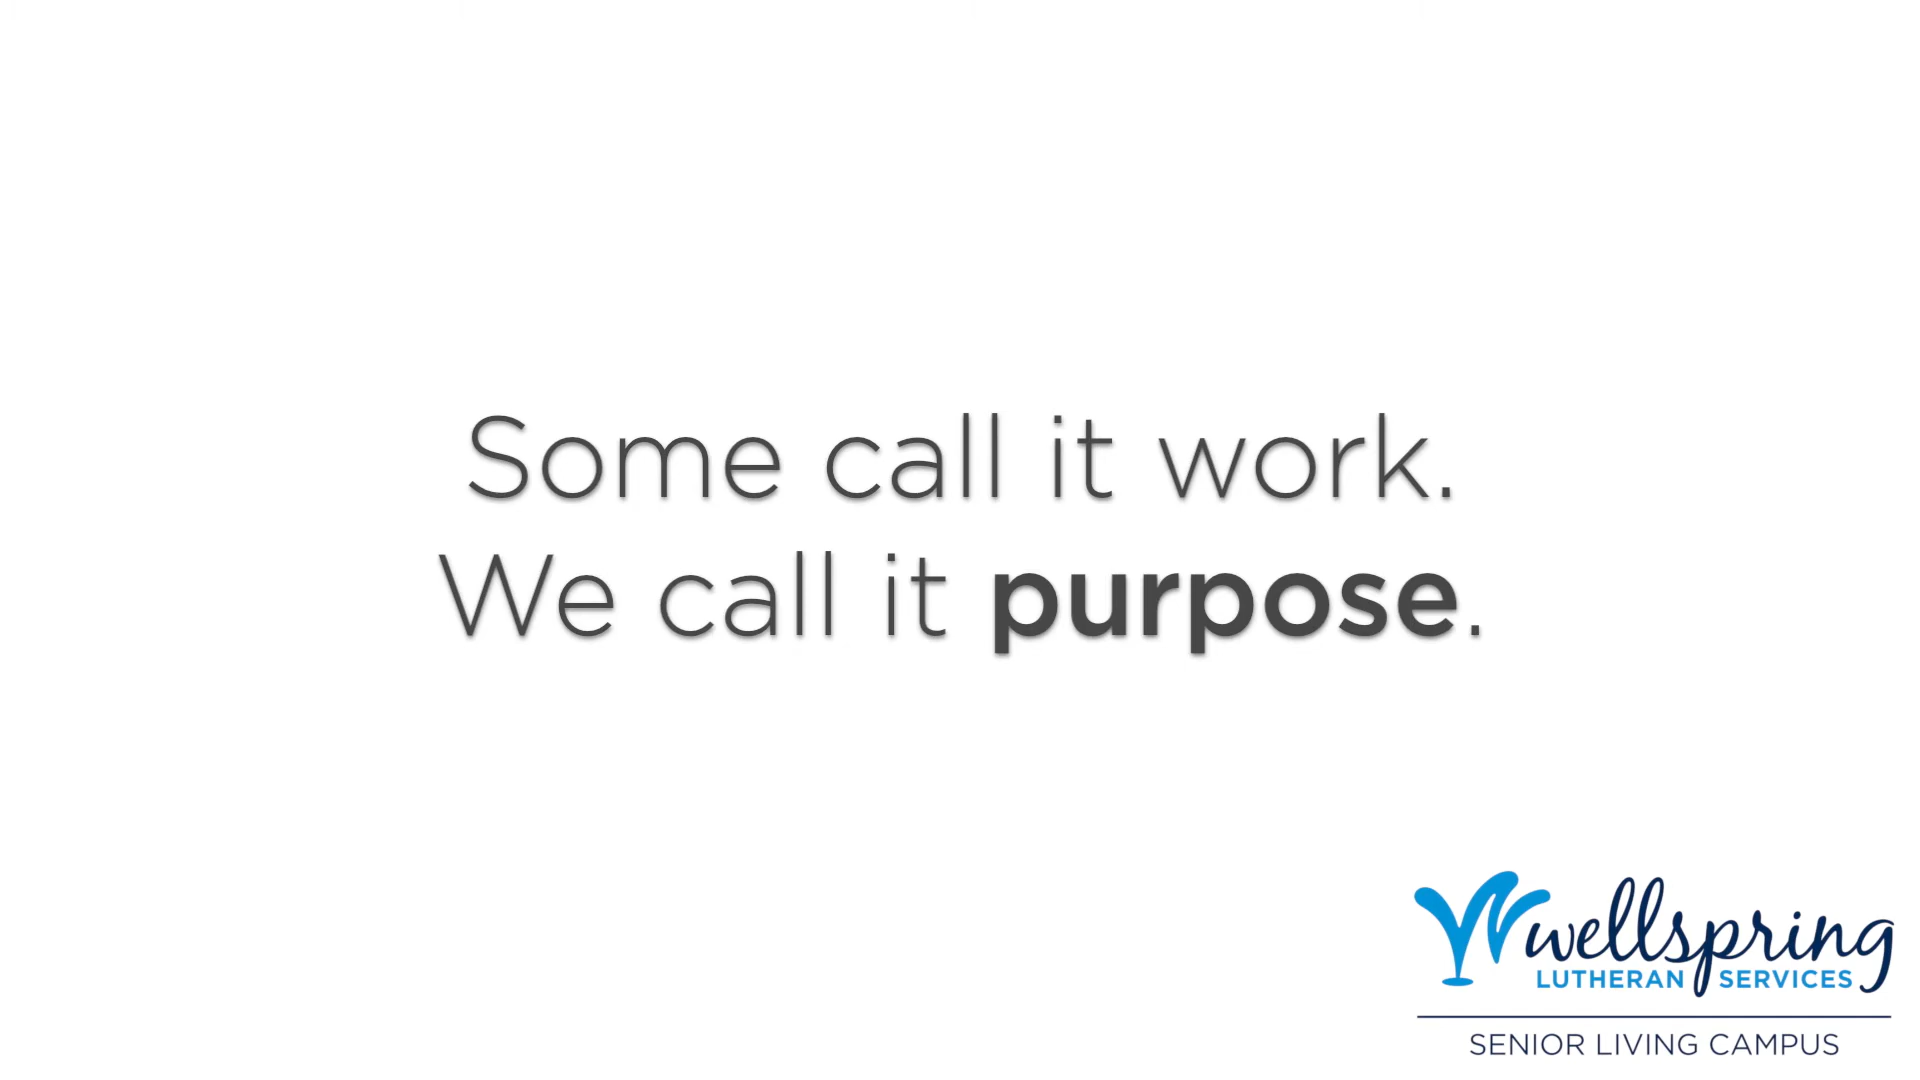 Some call it work.
We call it purpose.
wellspring
LUTHERAN SERVICES
SENIOR LIVING CAMPUS